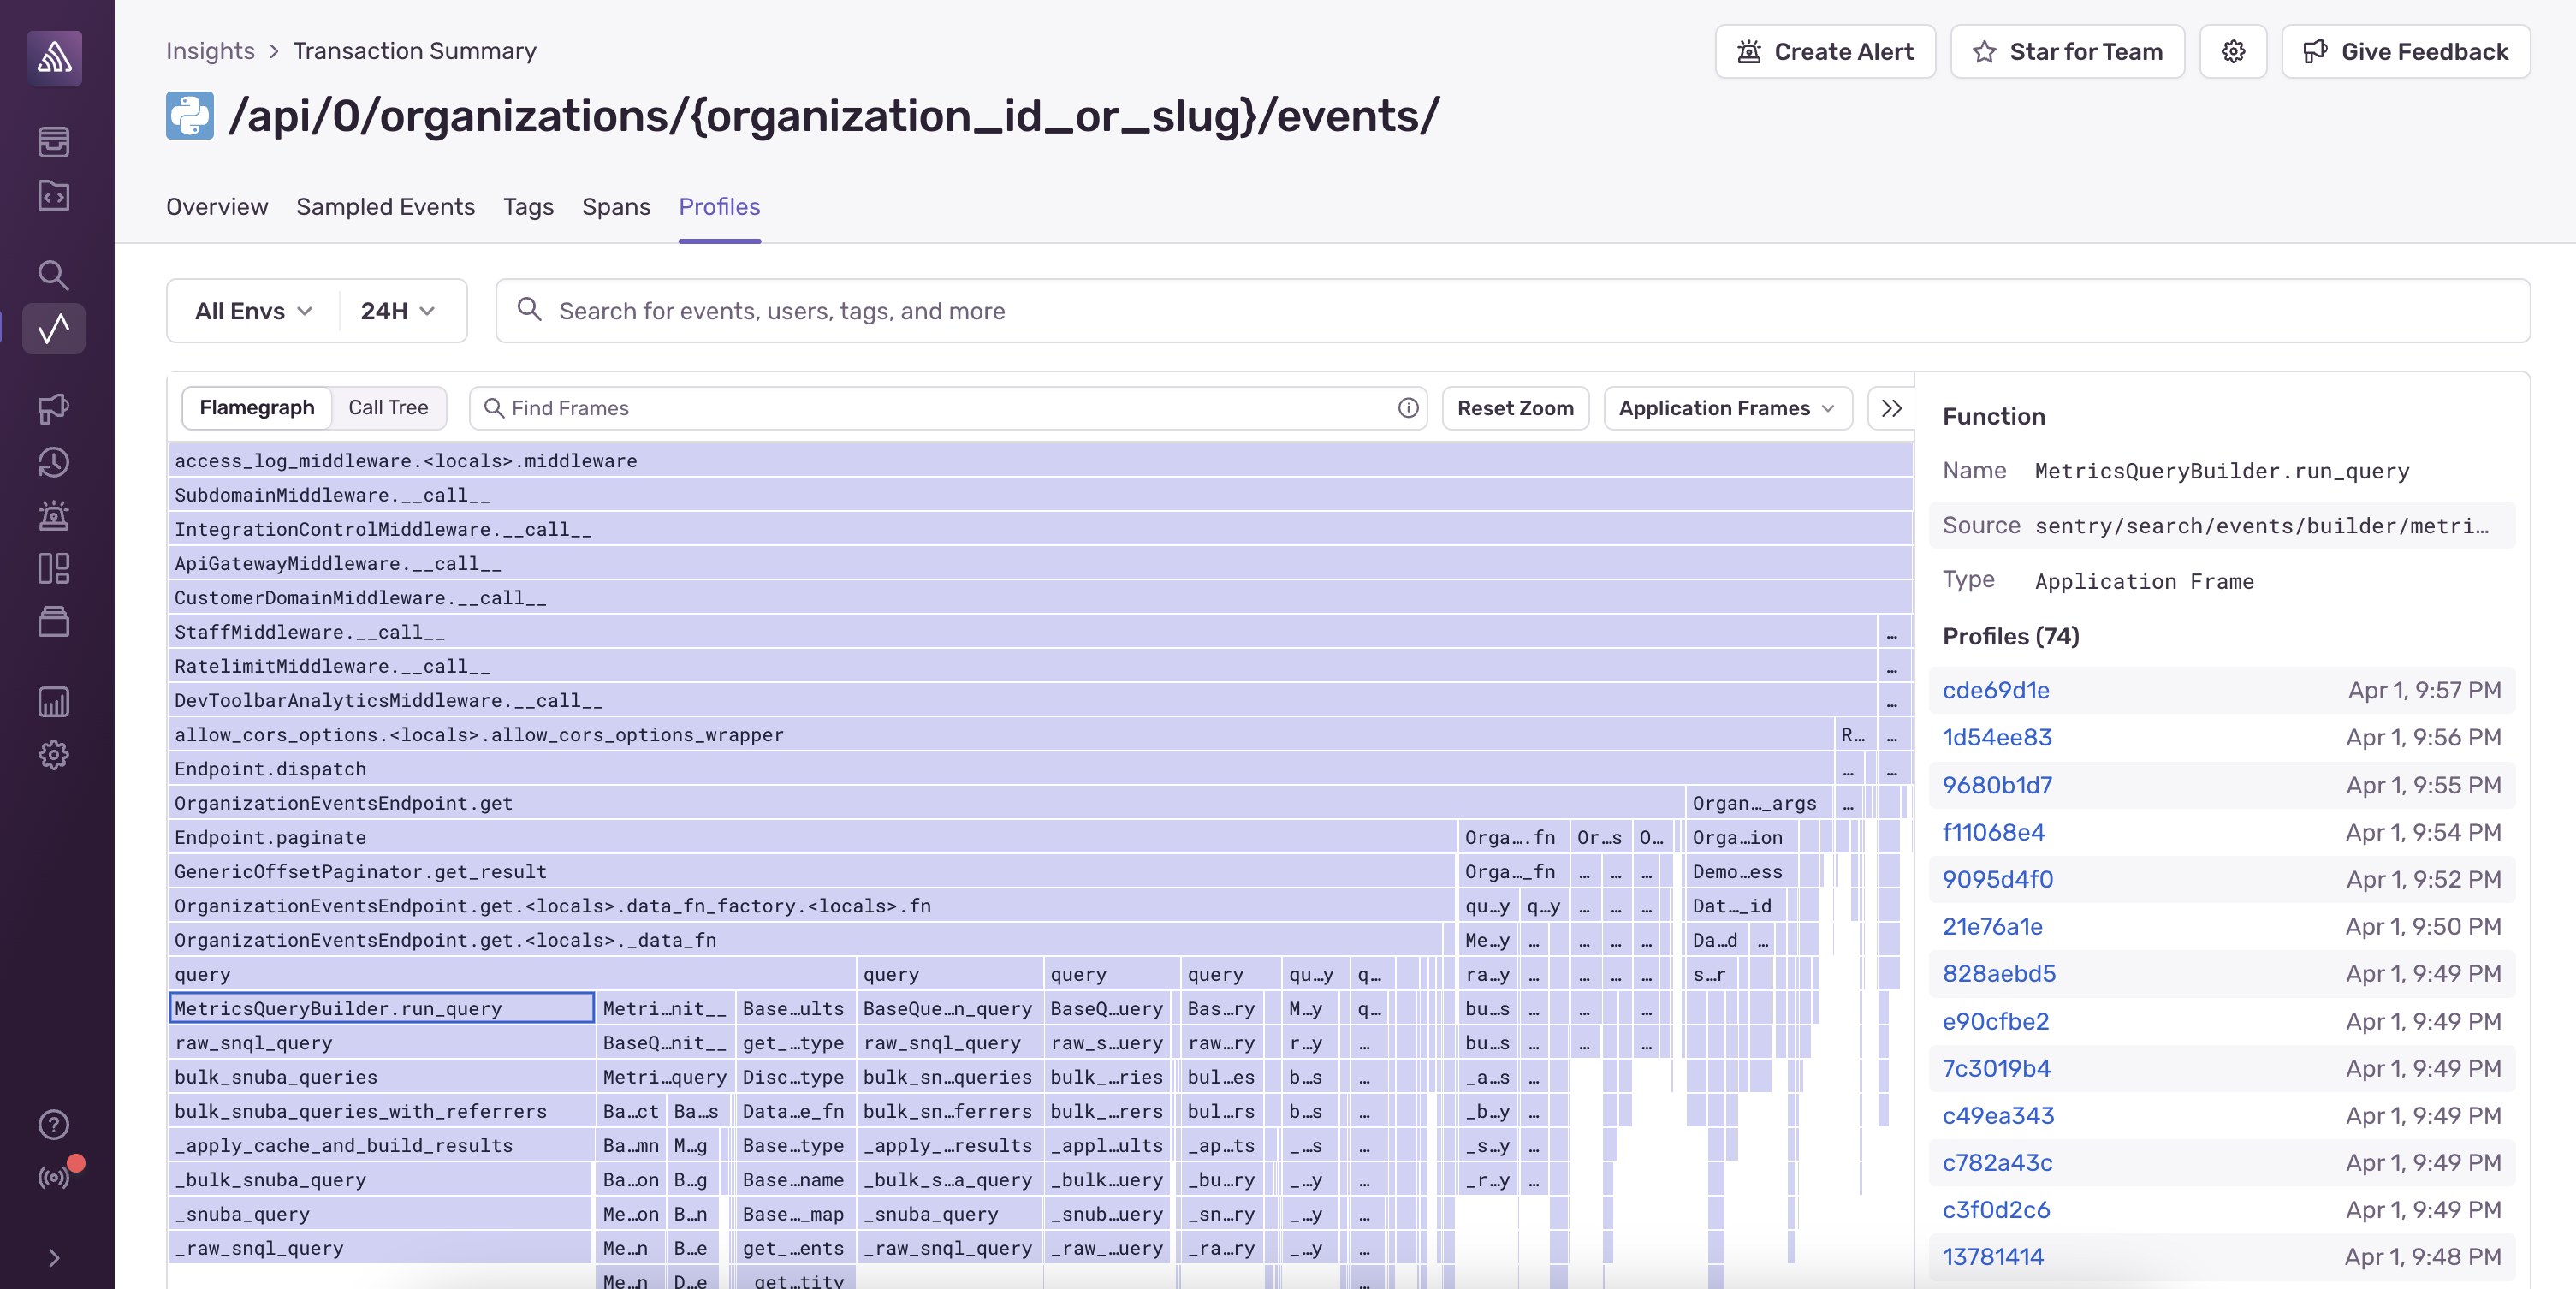 Insights > Transaction Summary
Create Alert
Star for Team
Give Feedback
/api/0/organizations/{organization_id_or_slug}/events/
Overview Sampled Events Tags Spans Profiles
All Envs 24H Search for events, users, tags, and more
Flamegraph Call Tree Find Frames Reset Zoom Application Frames
access_log_middleware.<locals>.middleware
SubdomainMiddleware.__call__
IntegrationControlMiddleware.__call__
ApiGatewayMiddleware.__call__
CustomerDomainMiddleware.__call__
StaffMiddleware.__call__ …
RatelimitMiddleware.__call__ …
DevToolbarAnalyticsMiddleware.__call__ …
allow_cors_options.<locals>.allow_cors_options_wrapper R… …
Endpoint.dispatch … …
OrganizationEventsEndpoint.get Organ…_args …
Endpoint.paginate Orga….fn Or…s O… Orga…ion
GenericOffsetPaginator.get_result Orga…_fn … … … Demo…ess
OrganizationEventsEndpoint.get.<locals>.data_fn_factory.<locals>.fn qu…y q…y … … … Dat…_id
OrganizationEventsEndpoint.get.<locals>._data_fn Me…y … … … … Da…d …
query query query query qu…y q… ra…y … … … … s…r
MetricsQueryBuilder.run_query Metri…nit__ Base…ults BaseQue…n_query BaseQ…uery Bas…ry M…y q… bu…s … … …
raw_snql_query BaseQ…nit__ get_…type raw_snql_query raw_s…uery raw…ry r…y … bu…s … … …
bulk_snuba_queries Metri…query Disc…type bulk_sn…queries bulk_…ries bul…es b…s … _a…s …
bulk_snuba_queries_with_referrers Ba…ct Ba…s Data…e_fn bulk_sn…ferrers bulk_…rers bul…rs b…s … _b…y …
_apply_cache_and_build_results Ba…mn M…g Base…type _apply_…results _appl…ults _ap…ts _…s … _s…y …
_bulk_snuba_query Ba…on B…g Base…name _bulk_s…a_query _bulk…uery _bu…ry _…y … _r…y …
_snuba_query Me…on B…n Base…_map _snuba_query _snub…uery _sn…ry _…y …
_raw_snql_query Me…n B…e get_…ents _raw_snql_query _raw_…uery _ra…ry _…y …
Me…n D…e get…tity …
Function
Name MetricsQueryBuilder.run_query
Source sentry/search/events/builder/metri…
Type Application Frame
Profiles (74)
cde69d1e Apr 1, 9:57 PM
1d54ee83 Apr 1, 9:56 PM
9680b1d7 Apr 1, 9:55 PM
f11068e4 Apr 1, 9:54 PM
9095d4f0 Apr 1, 9:52 PM
21e76a1e Apr 1, 9:50 PM
828aebd5 Apr 1, 9:49 PM
e90cfbe2 Apr 1, 9:49 PM
7c3019b4 Apr 1, 9:49 PM
c49ea343 Apr 1, 9:49 PM
c782a43c Apr 1, 9:49 PM
c3f0d2c6 Apr 1, 9:49 PM
13781414 Apr 1, 9:48 PM